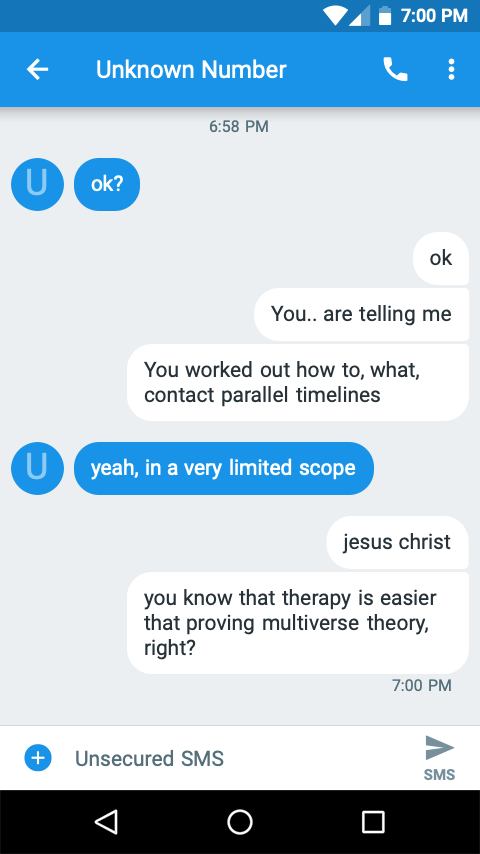 7:00 PM
Unknown Number
6:58 PM
U
ok?
ok
You.. are telling me
You worked out how to, what,
contact parallel timelines
U
yeah, in a very limited scope
jesus christ
you know that therapy is easier
that proving multiverse theory,
right?
7:00 PM
Unsecured SMS
SMS